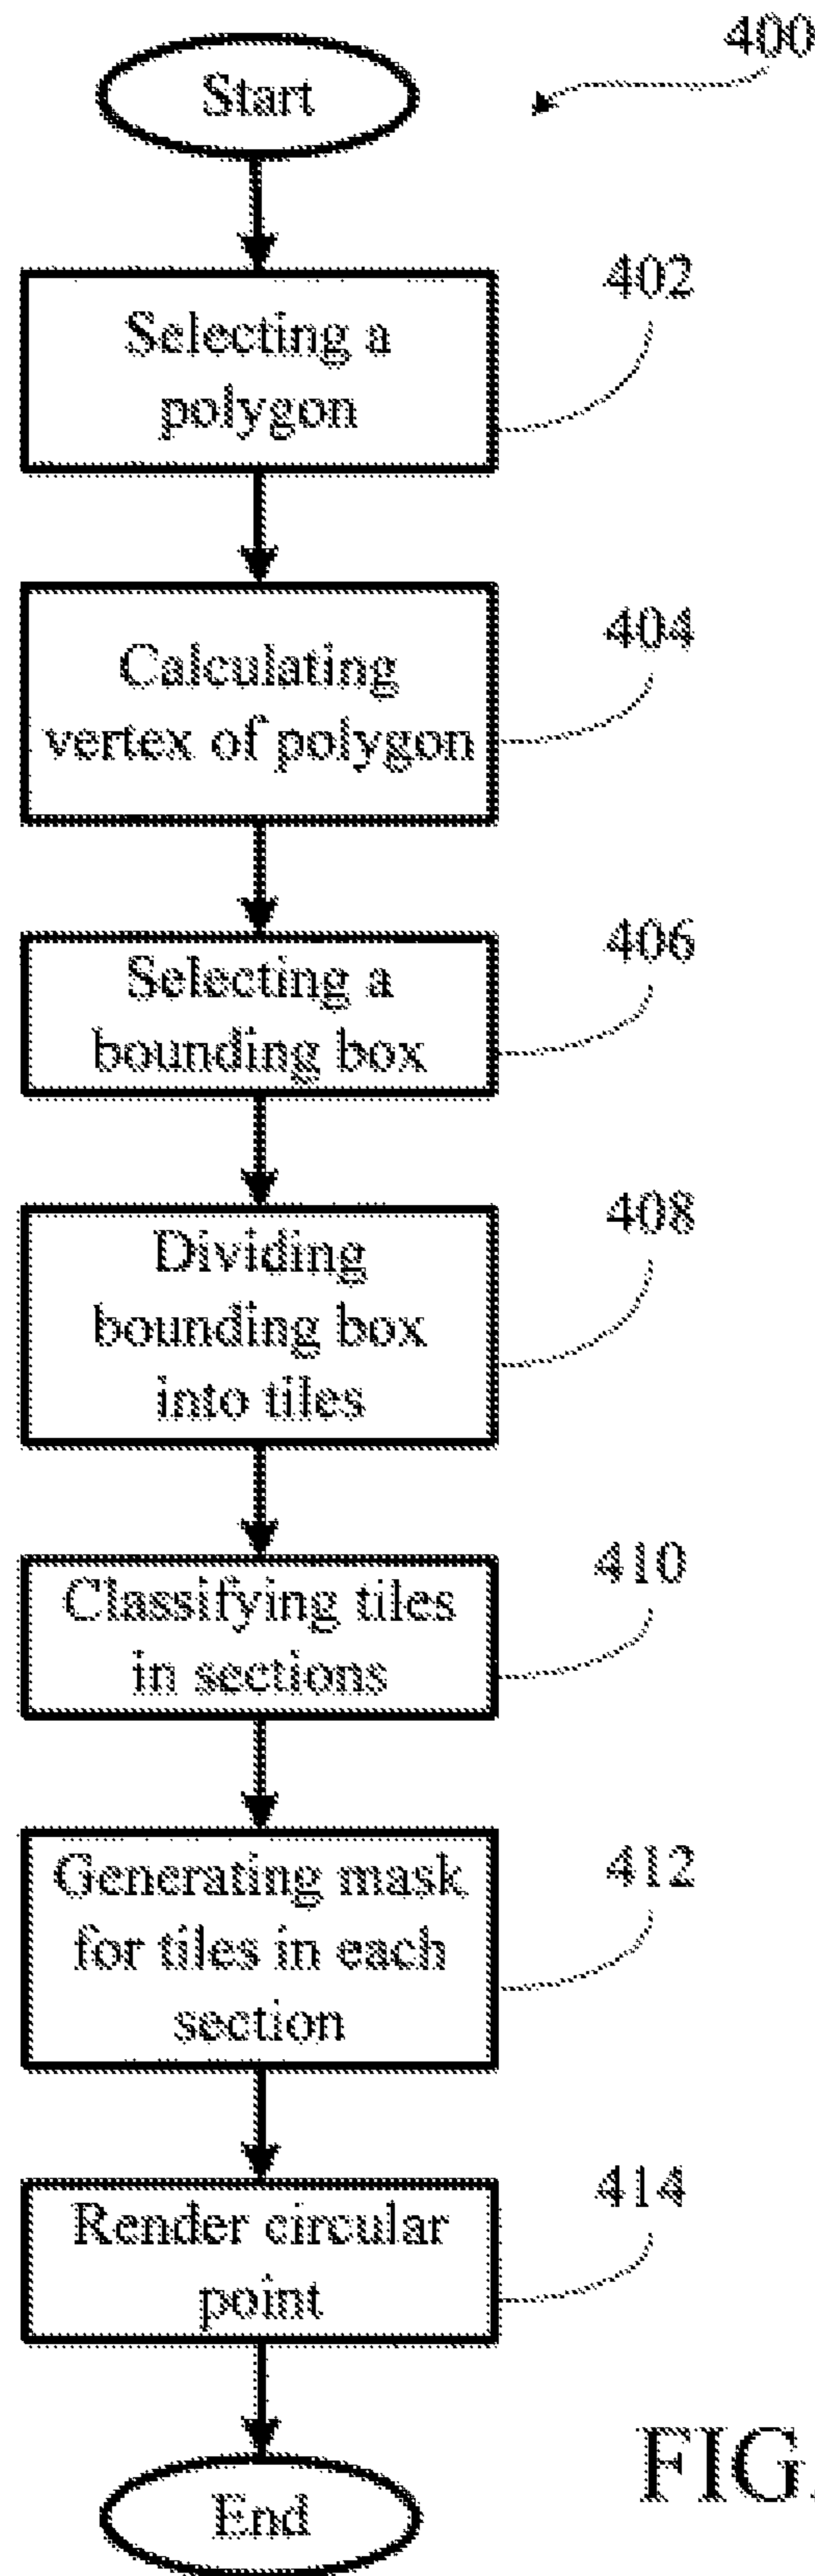 400
Start
402
Selecting a
polygon
404
Calculating
vertex of polygon
406
Selecting a
bounding box
408
Dividing
bounding box
into tiles
410
Classifying tiles
in sections
412
Generating mask
for tiles in each
section
414
Render circular
point
End
FIG.